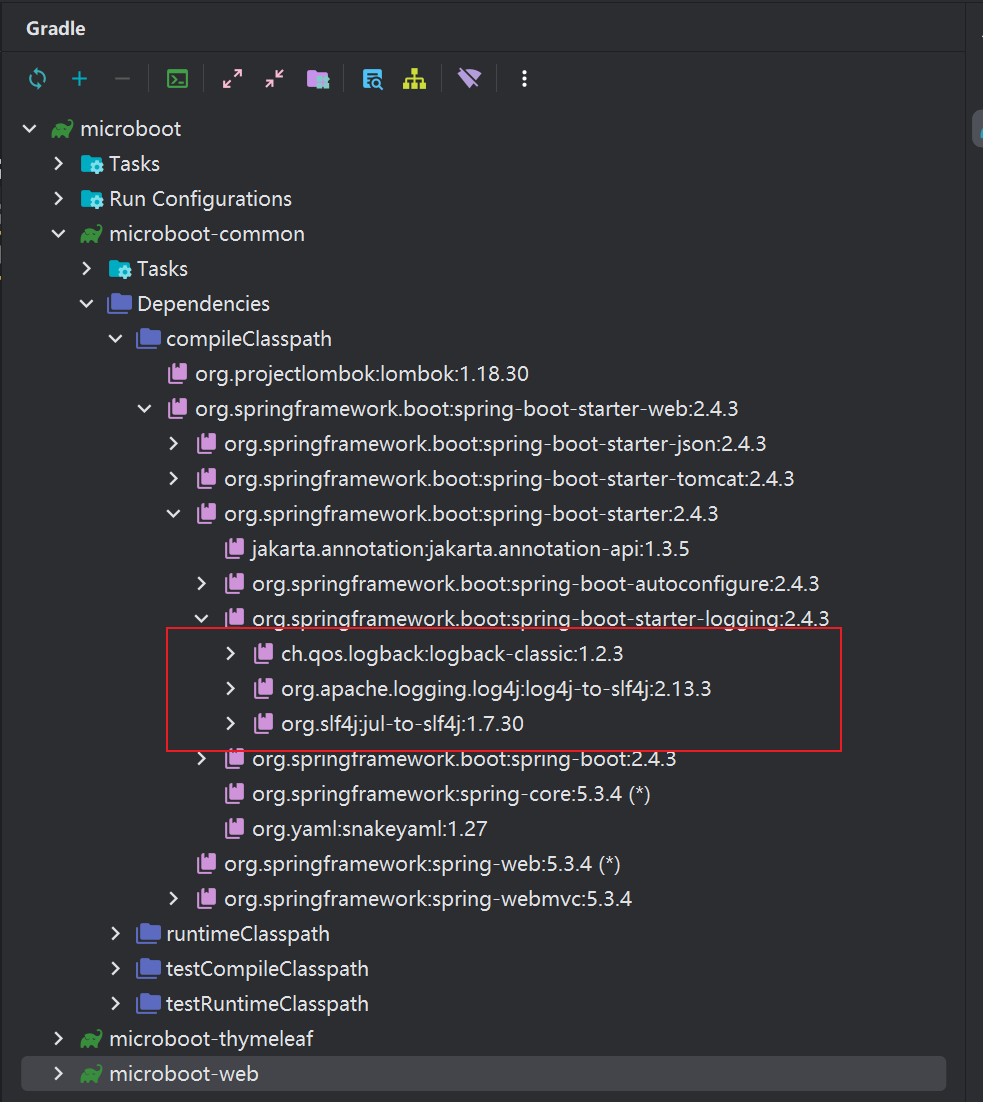 Gradle
microboot
Tasks
Run Configurations
microboot-common
Tasks
Dependencies
compileClasspath
org.projectlombok:lombok:1.18.30
org.springframework.boot:spring-boot-starter-web:2.4.3
org.springframework.boot:spring-boot-starter-json:2.4.3
org.springframework.boot:spring-boot-starter-tomcat:2.4.3
org.springframework.boot:spring-boot-starter:2.4.3
jakarta.annotation:jakarta.annotation-api:1.3.5
org.springframework.boot:spring-boot-autoconfigure:2.4.3
org.springframework.boot:spring-boot-starter-logging:2.4.3
ch.qos.logback:logback-classic:1.2.3
org.apache.logging.log4j:log4j-to-slf4j:2.13.3
org.slf4j:jul-to-slf4j:1.7.30
org.springframework.boot:spring-boot:2.4.3
org.springframework:spring-core:5.3.4 (*)
org.yaml:snakeyaml:1.27
org.springframework:spring-web:5.3.4 (*)
org.springframework:spring-webmvc:5.3.4
runtimeClasspath
testCompileClasspath
testRuntimeClasspath
microboot-thymeleaf
microboot-web